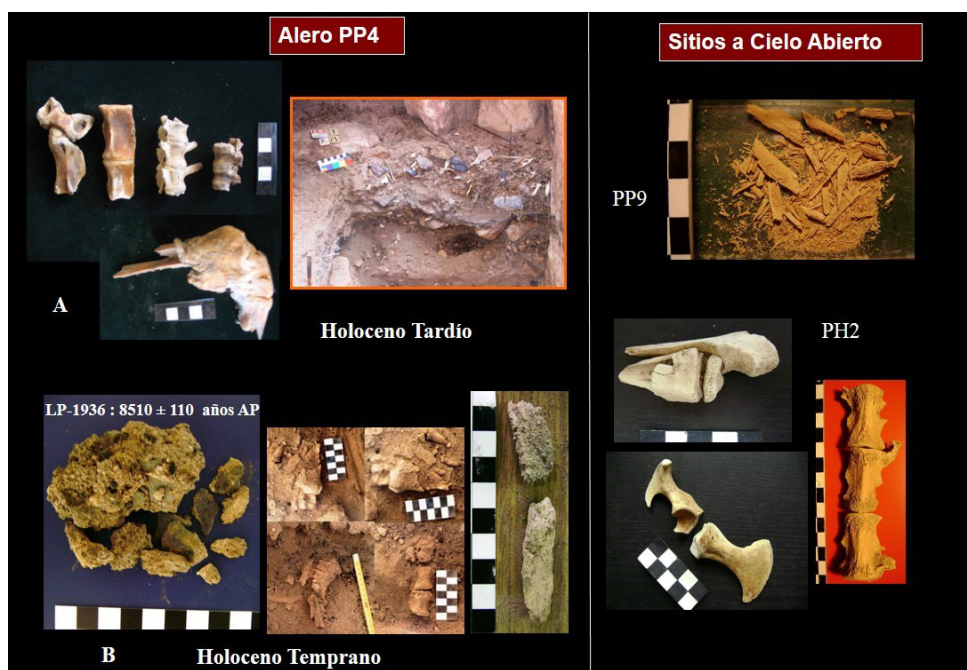 Alero PP4
Sitios a Cielo Abierto
PP9
A
Holoceno Tardío
PH2
LP-1936 : 8510 ± 110 años AP
B
Holoceno Temprano